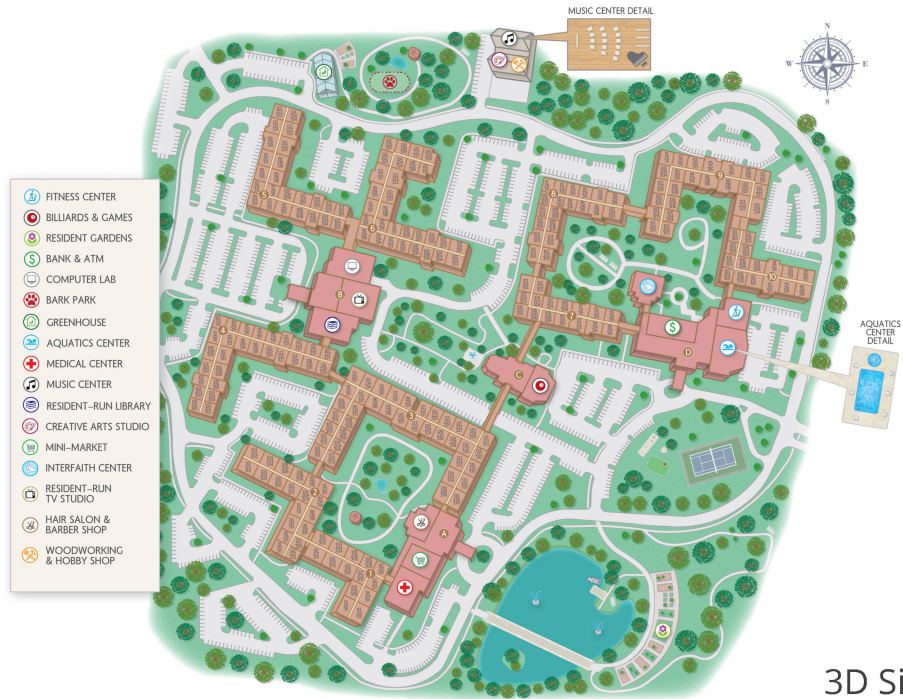 MUSIC CENTER DETAIL
N
W
E
S
FITNESS CENTER
BILLIARDS & GAMES
RESIDENT GARDENS
$
BANK & ATM
COMPUTER LAB
BARK PARK
GREENHOUSE
AQUATICS CENTER
MEDICAL CENTER
MUSIC CENTER
RESIDENT–RUN LIBRARY
CREATIVE ARTS STUDIO
MINI–MARKET
INTERFAITH CENTER
RESIDENT–RUN
TV STUDIO
HAIR SALON &
BARBER SHOP
WOODWORKING
& HOBBY SHOP
5
6
B
4
3
2
1
A
C
8
9
10
7
$
D
AQUATICS
CENTER
DETAIL
3D Si